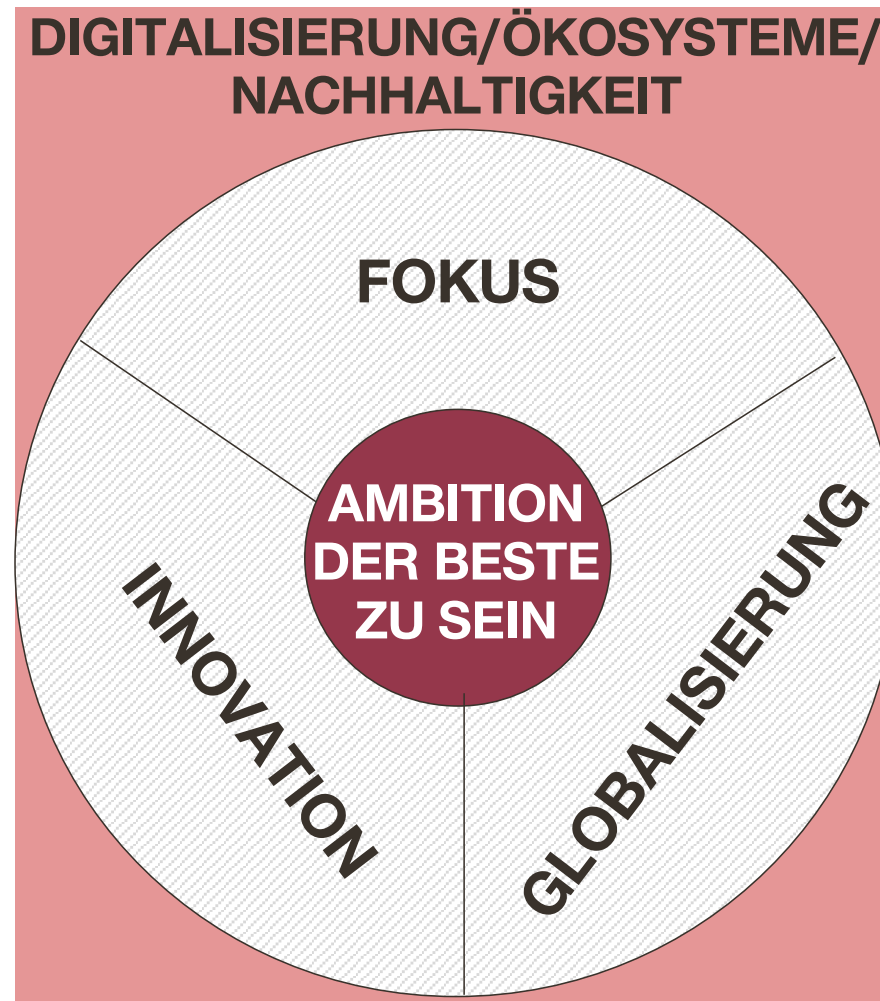 DIGITALISIERUNG/ÖKOSYSTEME/
NACHHALTIGKEIT
FOKUS
AMBITION
DER BESTE
ZU SEIN
INNOVATION
GLOBALISIERUNG